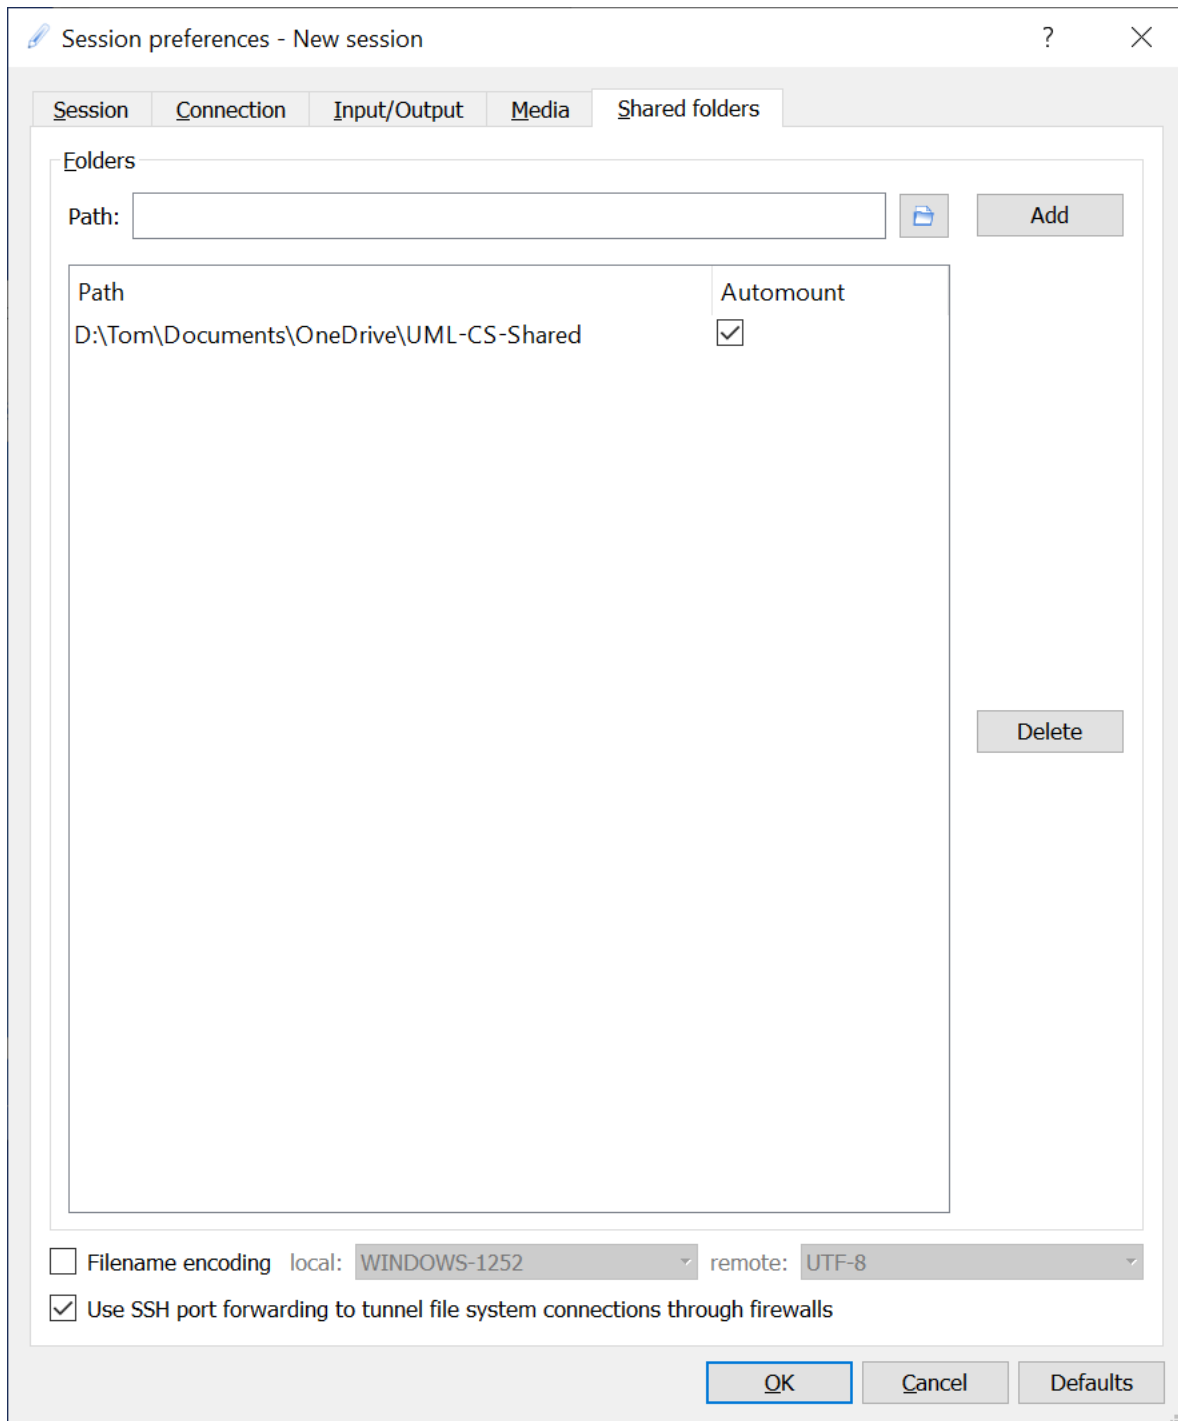 Session preferences - New session ?
Session Connection Input/Output Media Shared folders
Folders
Path: Add
Path Automount
D:\Tom\Documents\OneDrive\UML-CS-Shared
Delete
Filename encoding local: WINDOWS-1252 remote: UTF-8
Use SSH port forwarding to tunnel file system connections through firewalls
OK Cancel Defaults